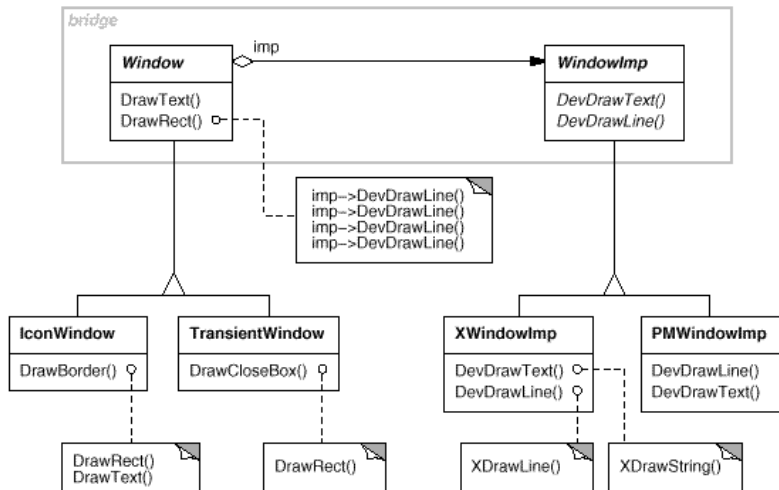 bridge
imp
Window
WindowImp
DrawText()
DrawRect()
DevDrawText()
DevDrawLine()
imp->DevDrawLine()
imp->DevDrawLine()
imp->DevDrawLine()
imp->DevDrawLine()
IconWindow
DrawBorder()
TransientWindow
DrawCloseBox()
XWindowImp
DevDrawText()
DevDrawLine()
PMWindowImp
DevDrawLine()
DevDrawText()
DrawRect()
DrawText()
DrawRect()
XDrawLine()
XDrawString()